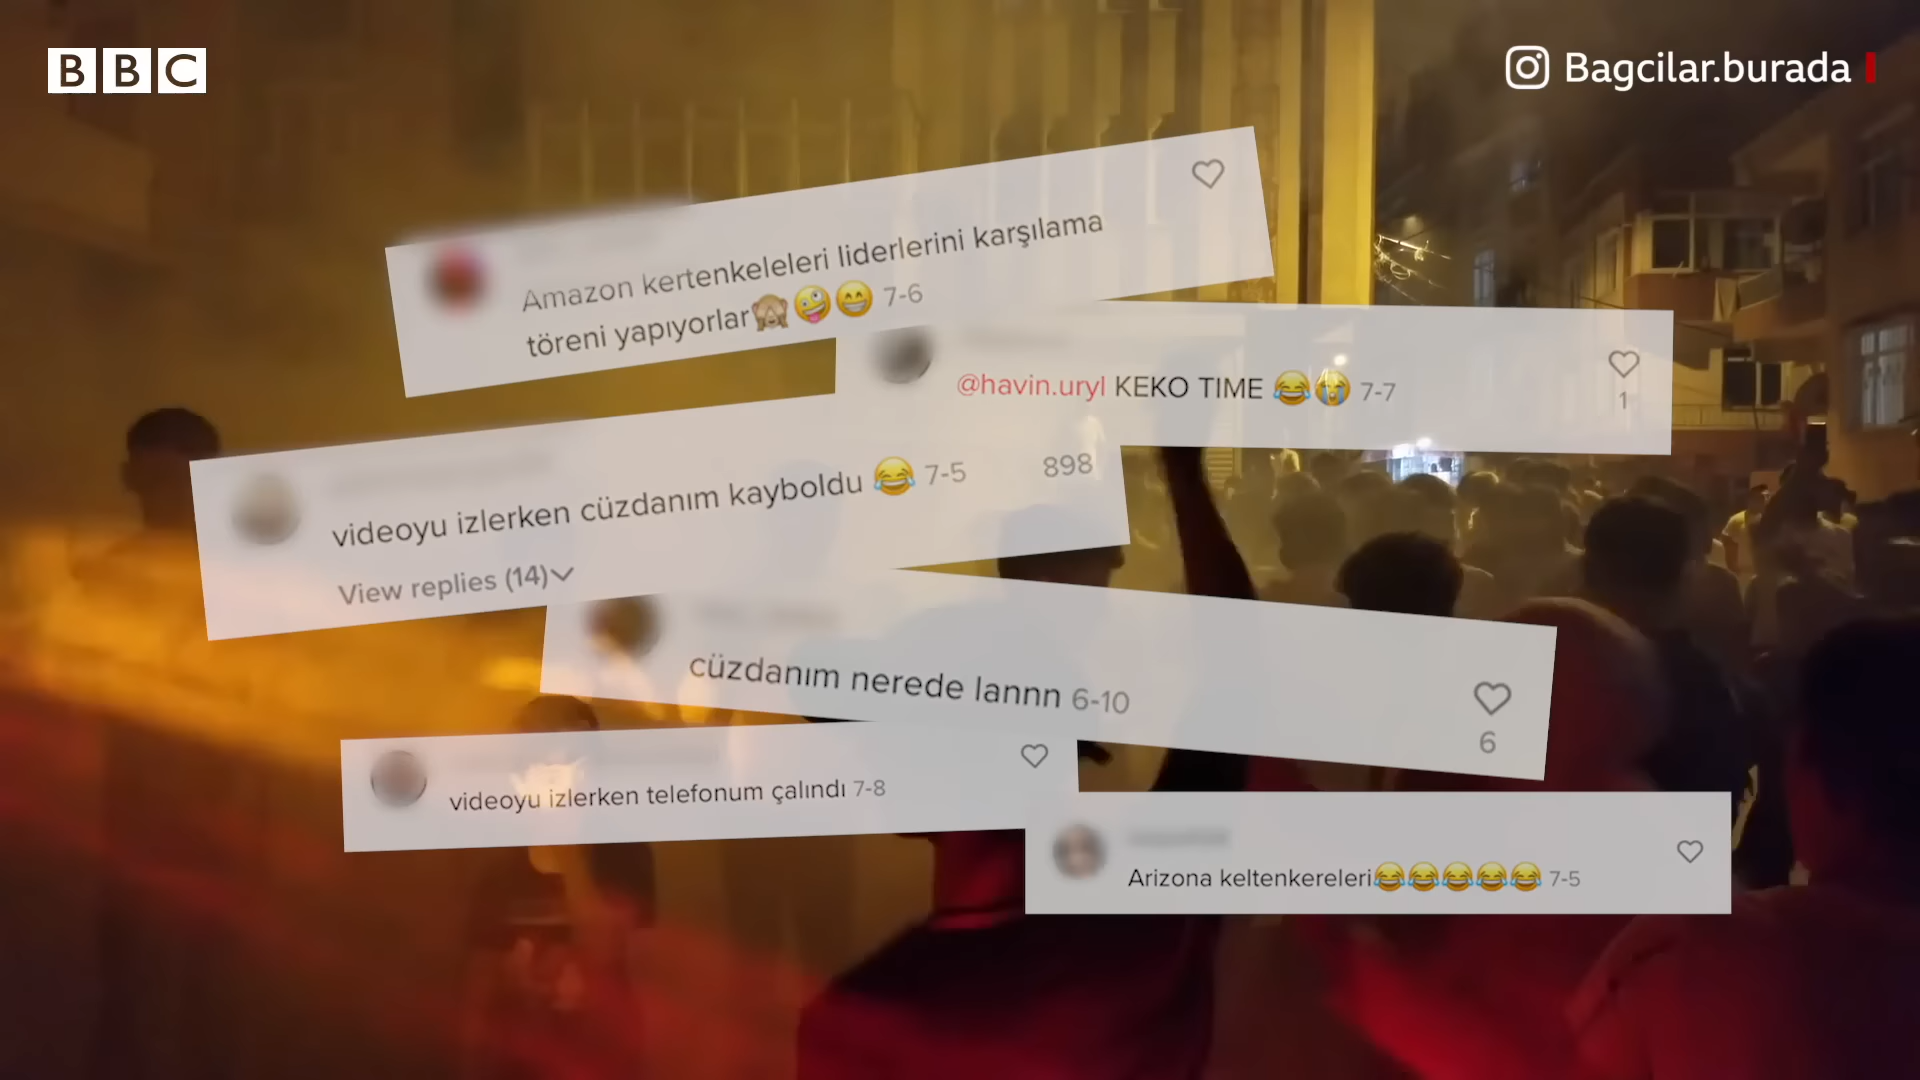 BBC
Bagcilar.burada
Amazon kertenkeleleri liderlerini karşılama
töreni yapıyorlar🙈🤪😁 7-6
@havin.uryl KEKO TIME 😂😭 7-7
1
videoyu izlerken cüzdanım kayboldu 😂 7-5
898
View replies (14)
cüzdanım nerede lannn 6-10
6
videoyu izlerken telefonum çalındı 7-8
Arizona keltenkereleri😂😂😂😂😂 7-5